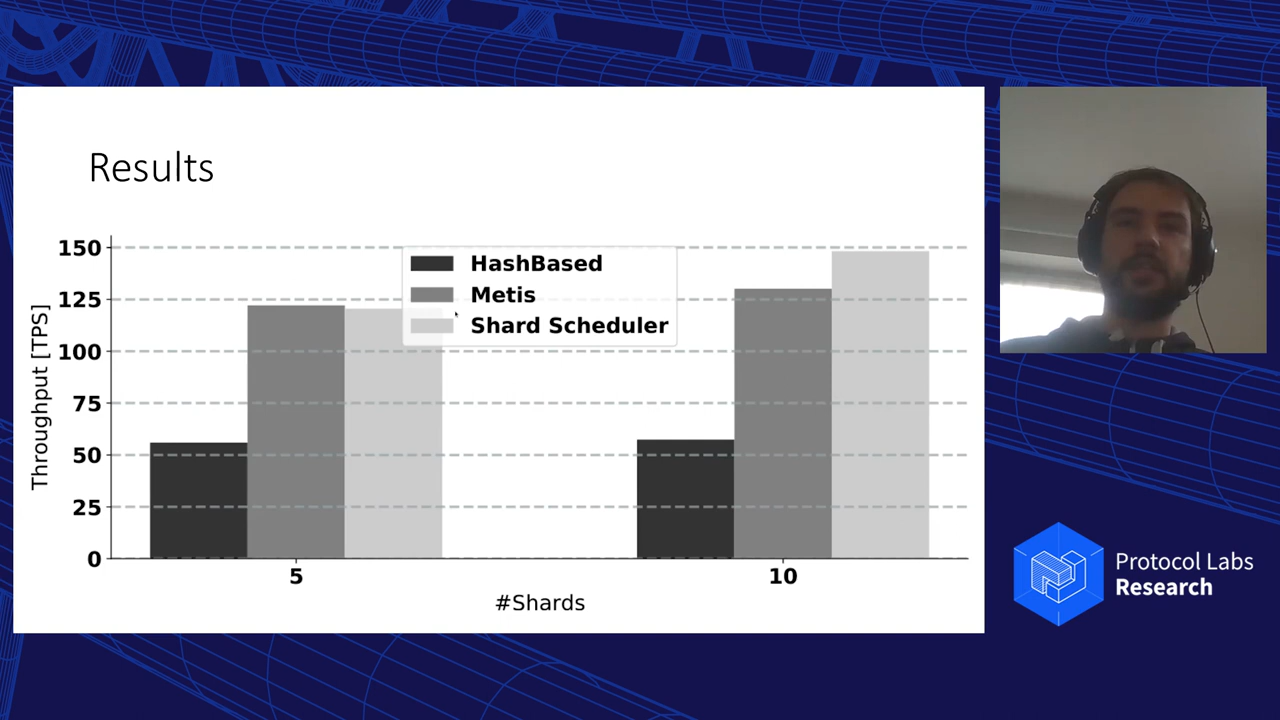 Results
Throughput [TPS]
150
125
100
75
50
25
0
HashBased
Metis
Shard Scheduler
5
10
#Shards
Protocol Labs
Research